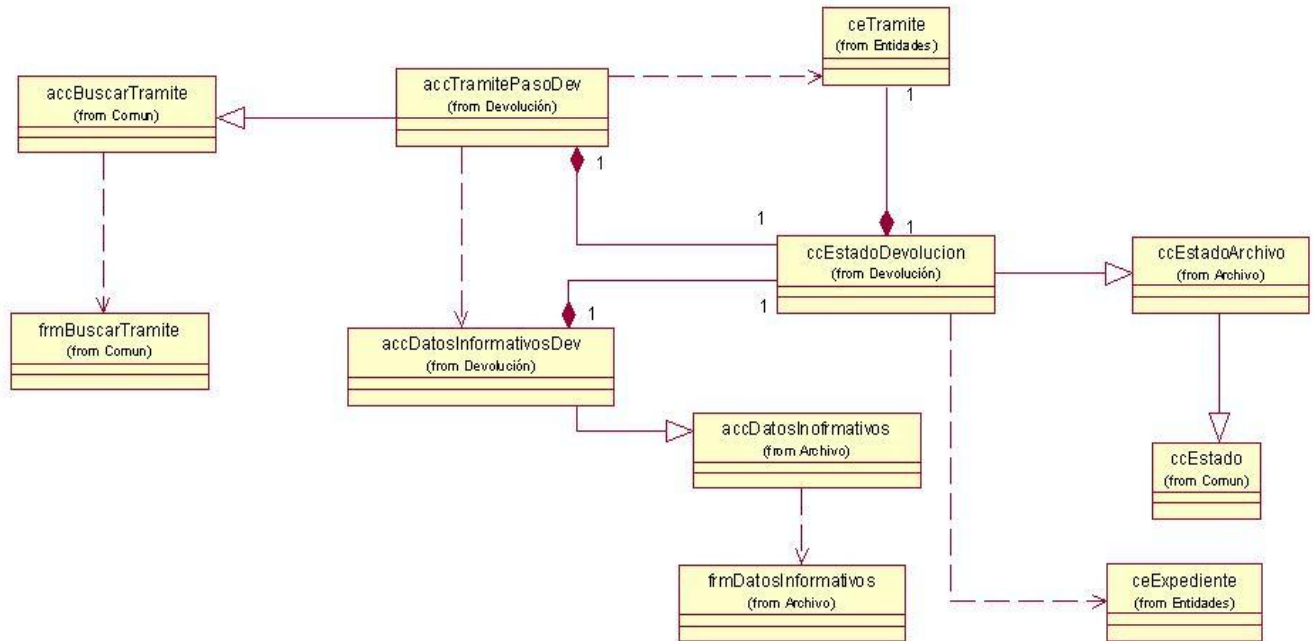 ceTramite
(from Entidades)
accBuscarTramite
(from Comun)
accTramitePasoDev
(from Devolución)
1
1
1
1
ccEstadoDevolucion
(from Devolución)
ccEstadoArchivo
(from Archivo)
1
1
frmBuscarTramite
(from Comun)
accDatosInformativosDev
(from Devolución)
accDatosInofrmativos
(from Archivo)
ccEstado
(from Comun)
frmDatosInformativos
(from Archivo)
ceExpediente
(from Entidades)